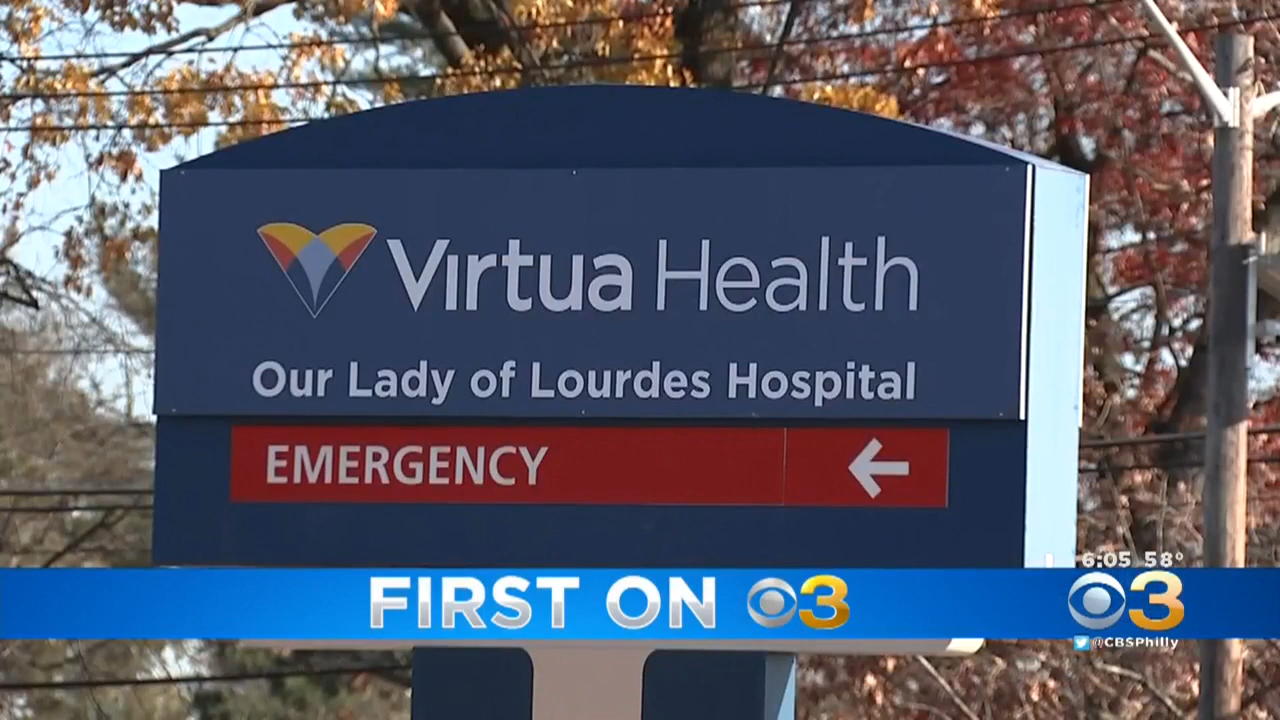 Virtua Health
Our Lady of Lourdes Hospital
EMERGENCY
6:05 58°
FIRST ON 3
3
@CBSPhilly